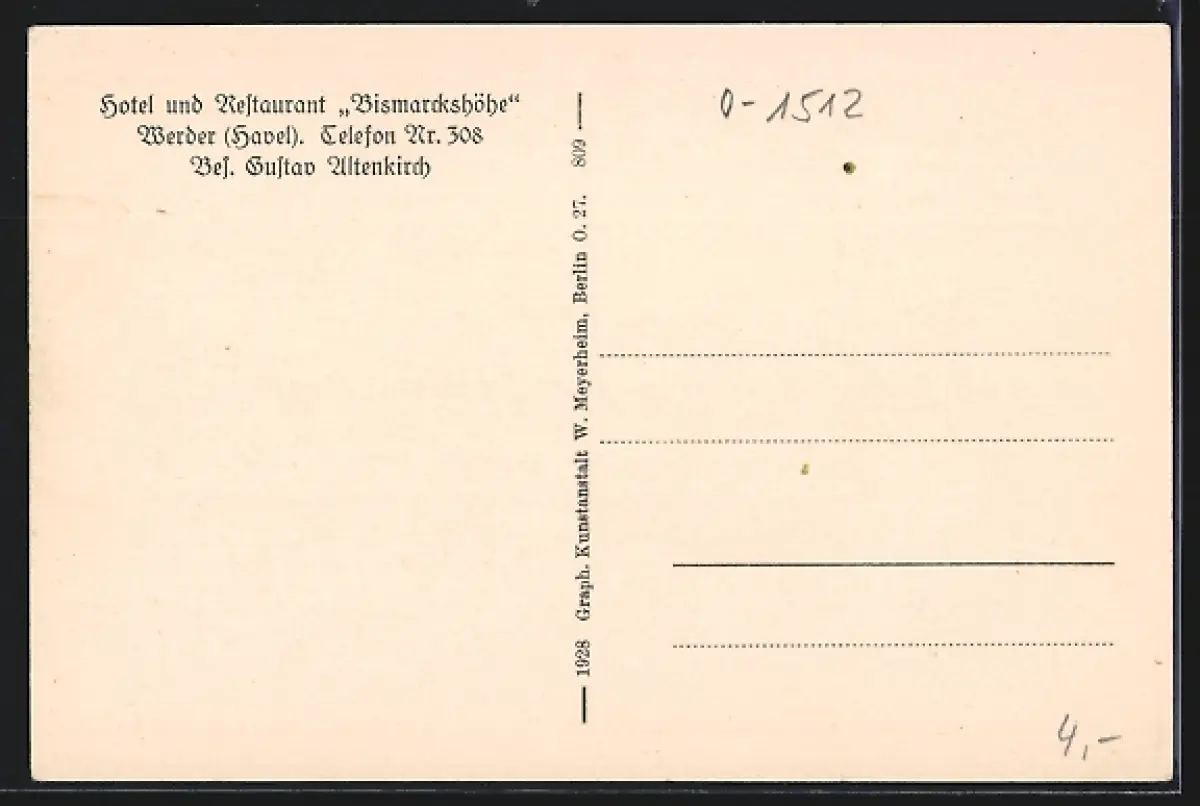 Hotel und Reſtaurant „Bismarckshöhe“
Werder (Havel). Telefon Nr. 308
Beſ. Guſtav Altenkirch
1928 Graph. Kunstanstalt W. Meyerheim, Berlin O. 27. 809
0-1512
4,-